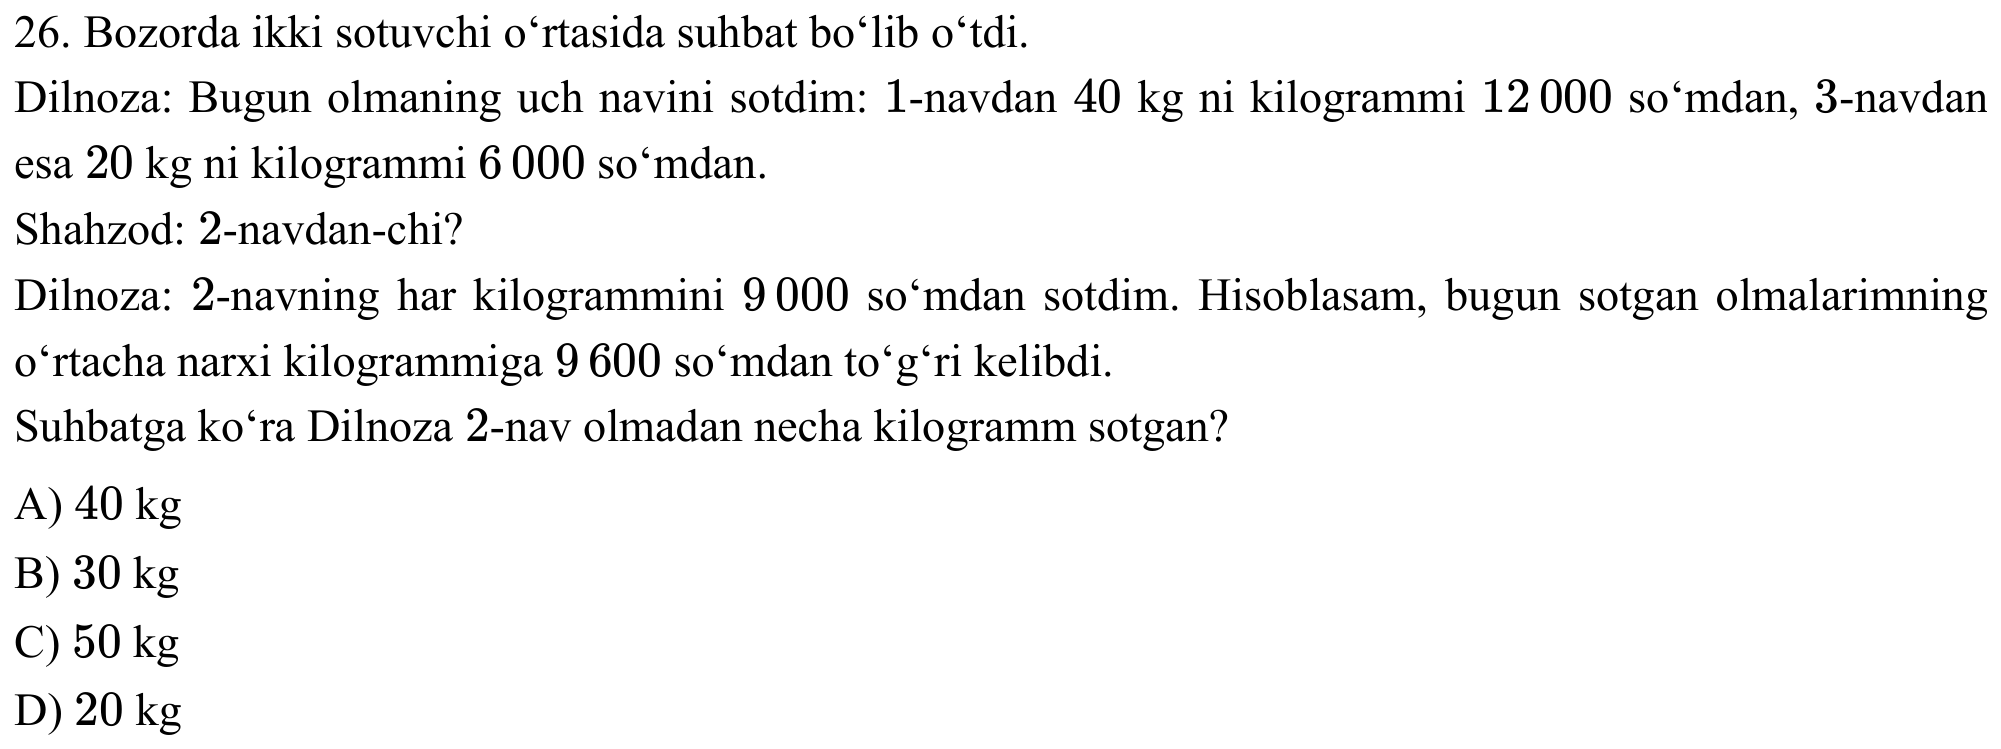 26. Bozorda ikki sotuvchi o‘rtasida suhbat bo‘lib o‘tdi.
Dilnoza: Bugun olmaning uch navini sotdim: 1-navdan 40 kg ni kilogrammi 12 000 so‘mdan, 3-navdan
esa 20 kg ni kilogrammi 6 000 so‘mdan.
Shahzod: 2-navdan-chi?
Dilnoza: 2-navning har kilogrammini 9 000 so‘mdan sotdim. Hisoblasam, bugun sotgan olmalarimning
o‘rtacha narxi kilogrammiga 9 600 so‘mdan to‘g‘ri kelibdi.
Suhbatga ko‘ra Dilnoza 2-nav olmadan necha kilogramm sotgan?
A) 40 kg
B) 30 kg
C) 50 kg
D) 20 kg